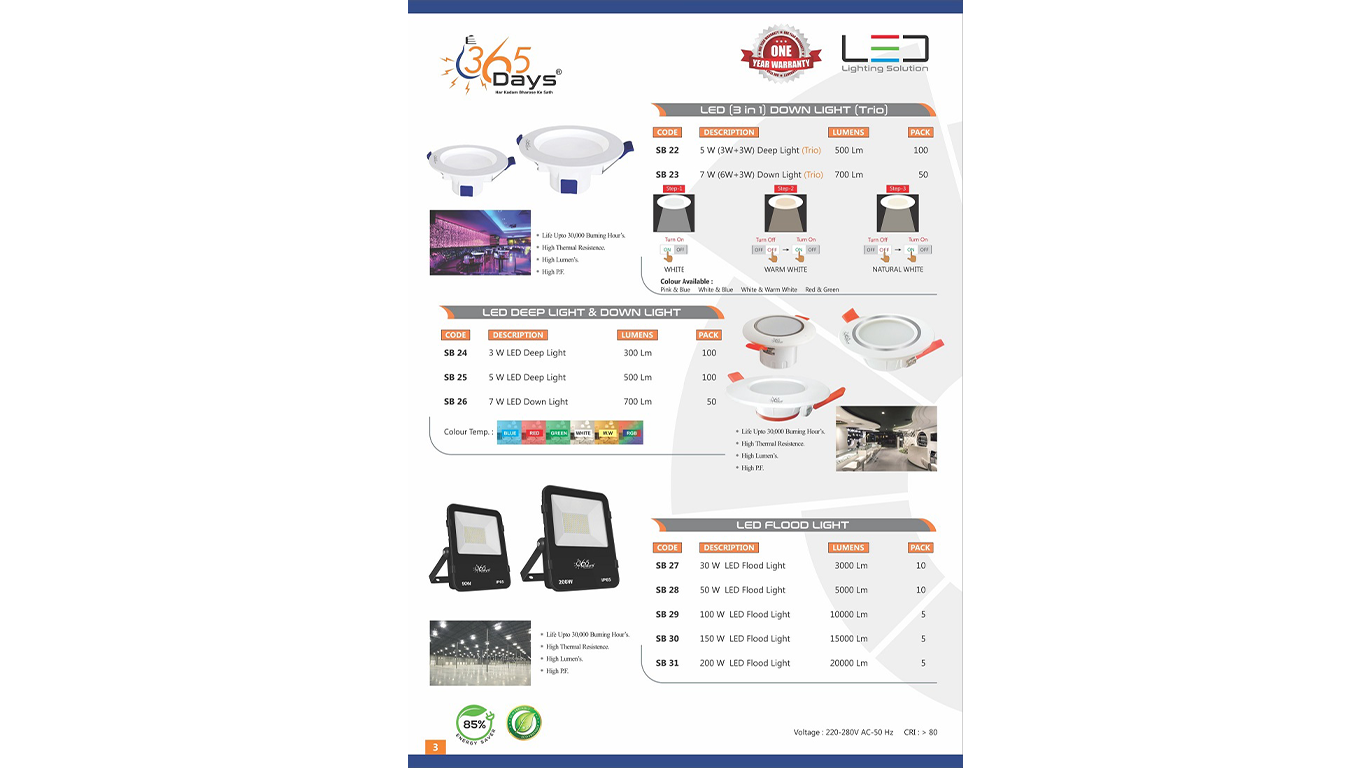 365
Days®
Har Kadam Bharose Ke Sath
ONE
YEAR WARRANTY
LED
Lighting Solution
LED (3 in 1) DOWN LIGHT (Trio)
CODE DESCRIPTION LUMENS PACK
SB 22 5 W (3W+3W) Deep Light (Trio) 500 Lm 100
SB 23 7 W (6W+3W) Down Light (Trio) 700 Lm 50
Step-1 Step-2 Step-3
Turn On Turn Off Turn On Turn Off Turn On
ON OFF OFF OFF ON OFF OFF OFF ON OFF
WHITE WARM WHITE NATURAL WHITE
Colour Available :
Pink & Blue White & Blue White & Warm White Red & Green
• Life Upto 30,000 Burning Hour's.
• High Thermal Resistence.
• High Lumen's.
• High P.F.
LED DEEP LIGHT & DOWN LIGHT
CODE DESCRIPTION LUMENS PACK
SB 24 3 W LED Deep Light 300 Lm 100
SB 25 5 W LED Deep Light 500 Lm 100
SB 26 7 W LED Down Light 700 Lm 50
Colour Temp. : BLUE RED GREEN WHITE W.W RGB
• Life Upto 30,000 Burning Hour's.
• High Thermal Resistence.
• High Lumen's.
• High P.F.
365
Days
50W IP65
365
Days
200W IP65
LED FLOOD LIGHT
CODE DESCRIPTION LUMENS PACK
SB 27 30 W LED Flood Light 3000 Lm 10
SB 28 50 W LED Flood Light 5000 Lm 10
SB 29 100 W LED Flood Light 10000 Lm 5
SB 30 150 W LED Flood Light 15000 Lm 5
SB 31 200 W LED Flood Light 20000 Lm 5
• Life Upto 30,000 Burning Hour's.
• High Thermal Resistence.
• High Lumen's.
• High P.F.
85%
ENERGY SAVER
Voltage : 220-280V AC-50 Hz CRI : > 80
3